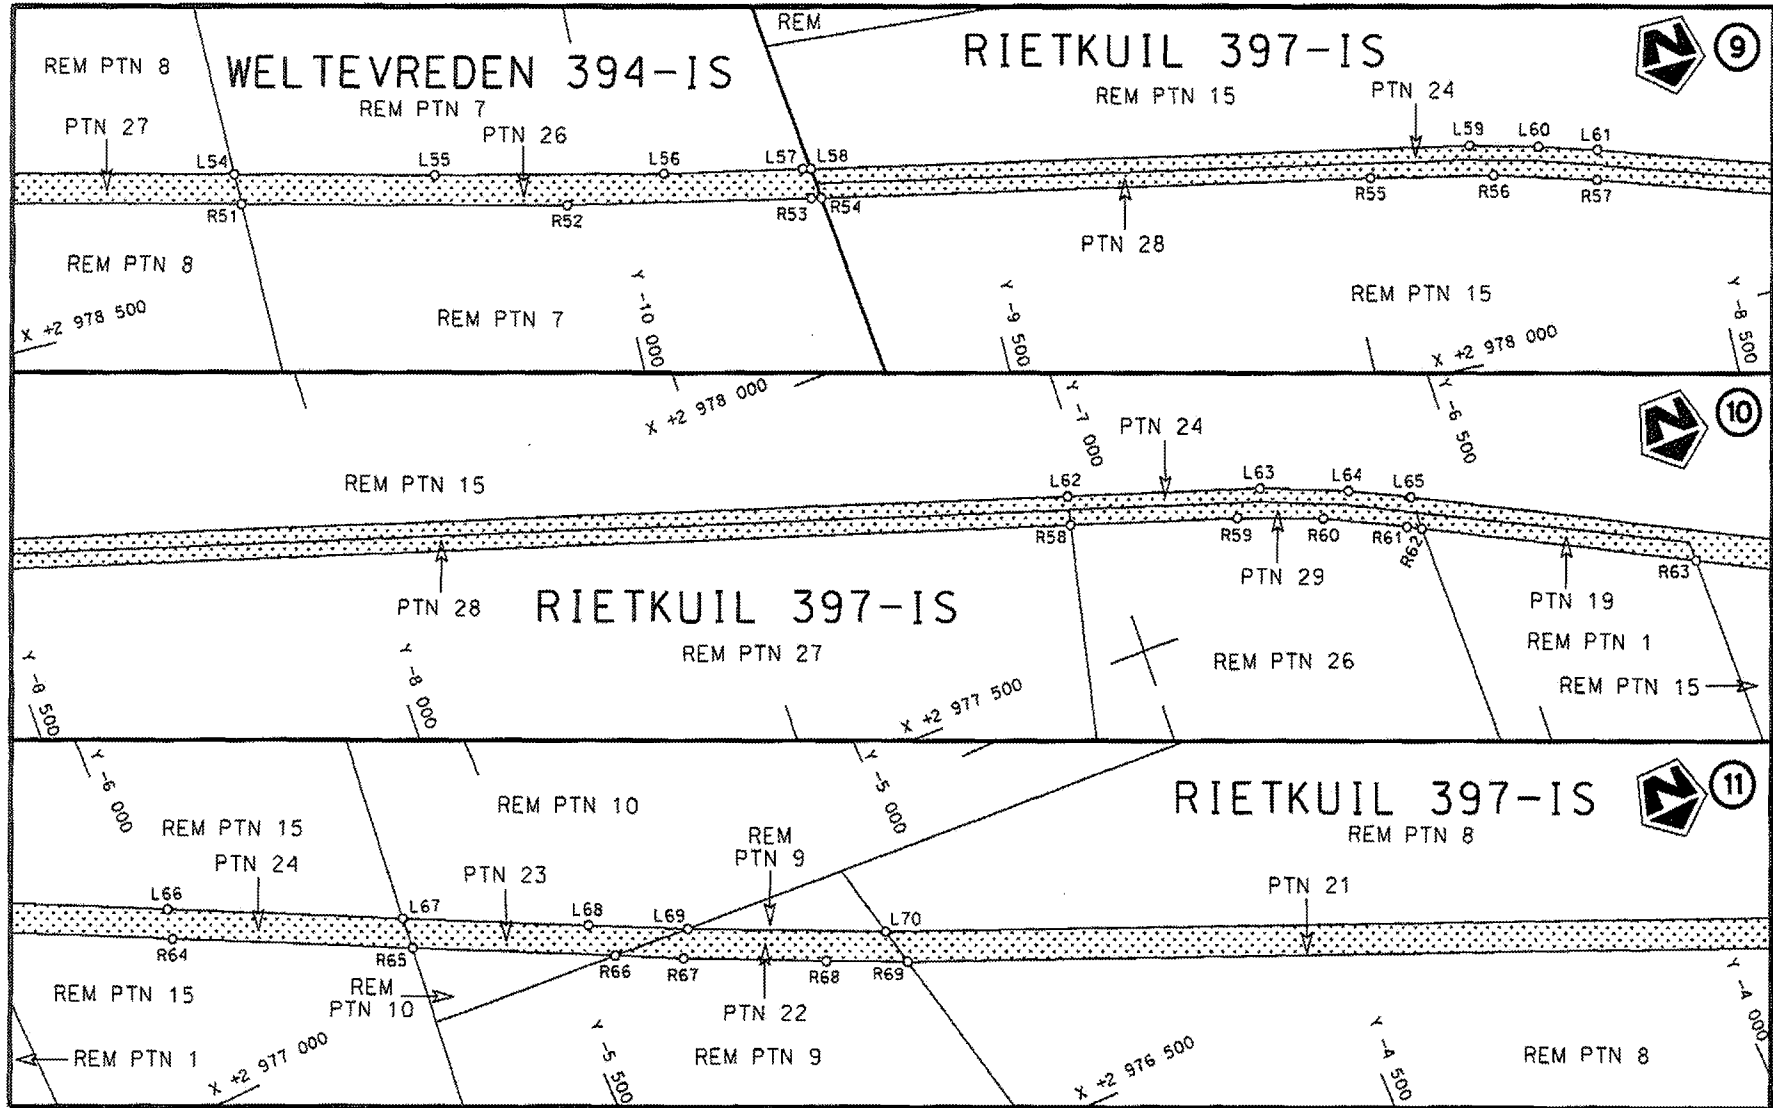 REM
REM PTN 8
WELTEVREDEN 394-IS
REM PTN 7
RIETKUIL 397-IS
REM PTN 15
N
9
PTN 27
PTN 26
PTN 24
L54
L55
L56
L57
L58
L59
L60
L61
R51
R52
R53
R54
R55
R56
R57
PTN 28
REM PTN 8
REM PTN 7
REM PTN 15
X +2 978 500
Y -10 000
Y -9 500
X +2 978 000
Y -8 500
X +2 978 000
Y -7 000
Y -6 500
N
10
REM PTN 15
PTN 24
L62
L63
L64
L65
R58
R59
R60
R61
R62
R63
PTN 28
RIETKUIL 397-IS
REM PTN 27
PTN 29
REM PTN 26
PTN 19
REM PTN 1
REM PTN 15
Y -8 500
Y -8 000
X +2 977 500
Y -6 000
Y -5 000
REM PTN 10
RIETKUIL 397-IS
REM PTN 8
N
11
REM PTN 15
PTN 24
PTN 23
REM
PTN 9
PTN 21
L66
L67
L68
L69
L70
R64
R65
R66
R67
R68
R69
REM PTN 15
REM
PTN 10
PTN 22
REM PTN 1
REM PTN 9
REM PTN 8
X +2 977 000
Y -5 500
X +2 976 500
Y -4 500
Y -4 000